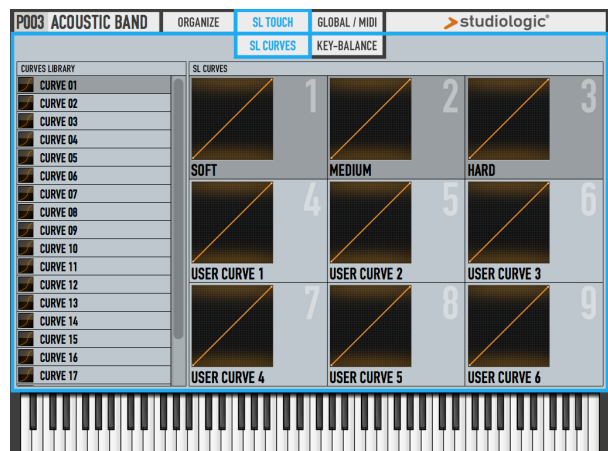 P003 ACOUSTIC BAND
ORGANIZE
SL TOUCH
GLOBAL / MIDI
studiologic®
SL CURVES
KEY-BALANCE
CURVES LIBRARY
CURVE 01
CURVE 02
CURVE 03
CURVE 04
CURVE 05
CURVE 06
CURVE 07
CURVE 08
CURVE 09
CURVE 10
CURVE 11
CURVE 12
CURVE 13
CURVE 14
CURVE 15
CURVE 16
CURVE 17
SL CURVES
1
SOFT
2
MEDIUM
3
HARD
4
USER CURVE 1
5
USER CURVE 2
6
USER CURVE 3
7
USER CURVE 4
8
USER CURVE 5
9
USER CURVE 6